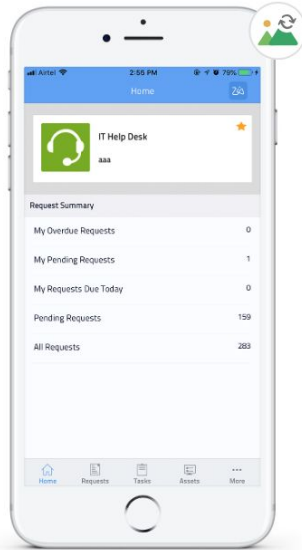 Airtel 2:55 PM 79%
Home
IT Help Desk
aaa
Request Summary
My Overdue Requests 0
My Pending Requests 1
My Requests Due Today 0
Pending Requests 159
All Requests 283
Home Requests Tasks Assets More